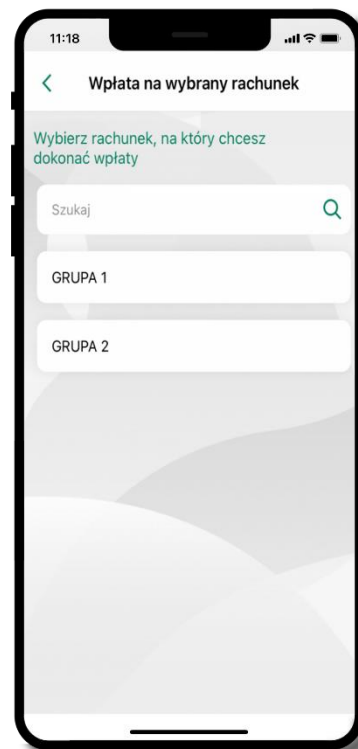 11:18
Wpłata na wybrany rachunek
Wybierz rachunek, na który chcesz
dokonać wpłaty
Szukaj
GRUPA 1
GRUPA 2